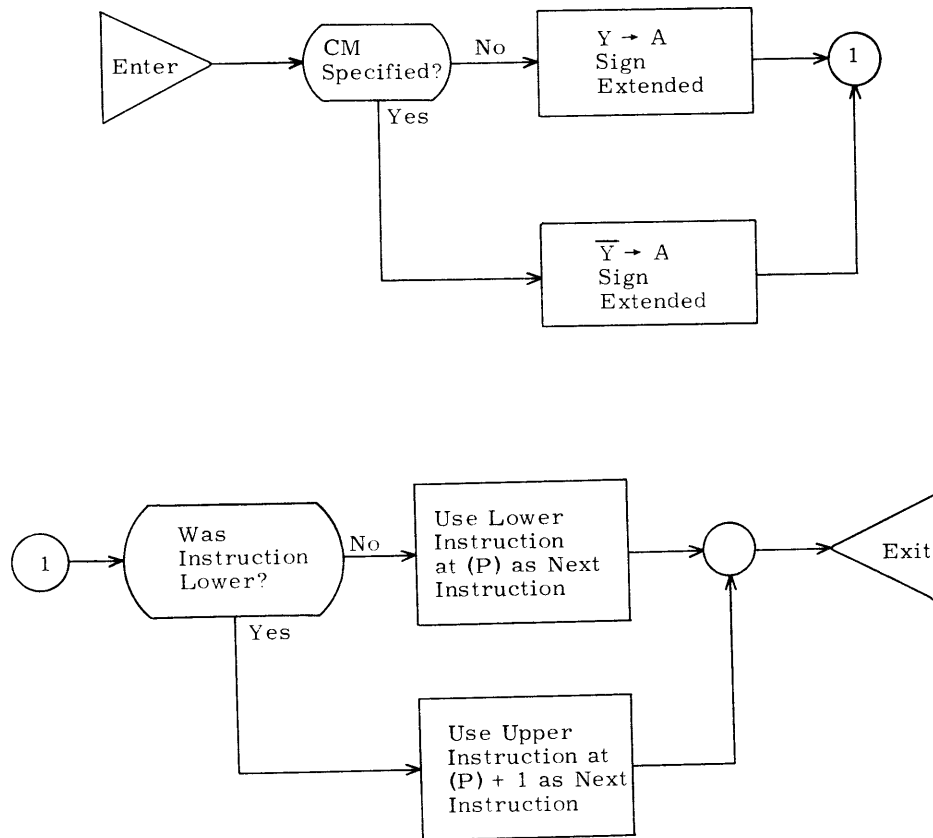 Enter
CM
Specified?
No
Yes
Y → A
Sign
Extended
1
Y̅ → A
Sign
Extended
1
Was
Instruction
Lower?
No
Yes
Use Lower
Instruction
at (P) as Next
Instruction
Exit
Use Upper
Instruction at
(P) + 1 as Next
Instruction